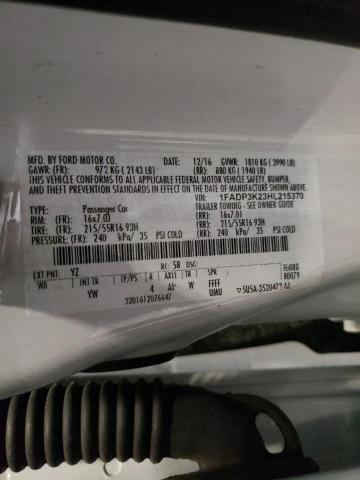 MFD. BY FORD MOTOR CO. 12/16 GVWR: 1810 KG ( 3990 LB)
GAWR: (FR): 972 KG ( 2143 LB) (RR): 880 KG ( 1940 LB)
THIS VEHICLE CONFORMS TO ALL APPLICABLE FEDERAL MOTOR VEHICLE SAFETY, BUMPER,
AND THEFT PREVENTION STANDARDS IN EFFECT ON THE DATE OF MANUFACTURE SHOWN ABOVE.
VIN: 1FADP3K23HL215370
TYPE: Passenger Car TRAILER TOWING - SEE OWNER GUIDE
RIM: (FR): 16x7.0J (RR): 16x7.0J
TIRE: (FR): 215/55R16 93H (RR): 215/55R16 93H
PRESSURE: (FR): 240 kPa/ 35 PSI COLD (RR): 240 kPa/ 35 PSI COLD
EXT PNT: YZ RC: 58 DSO: F0088
WB INT TR TP/PS R AXLE TR SPR R0079
YW 4 W FFFF
3201612076647 UMU